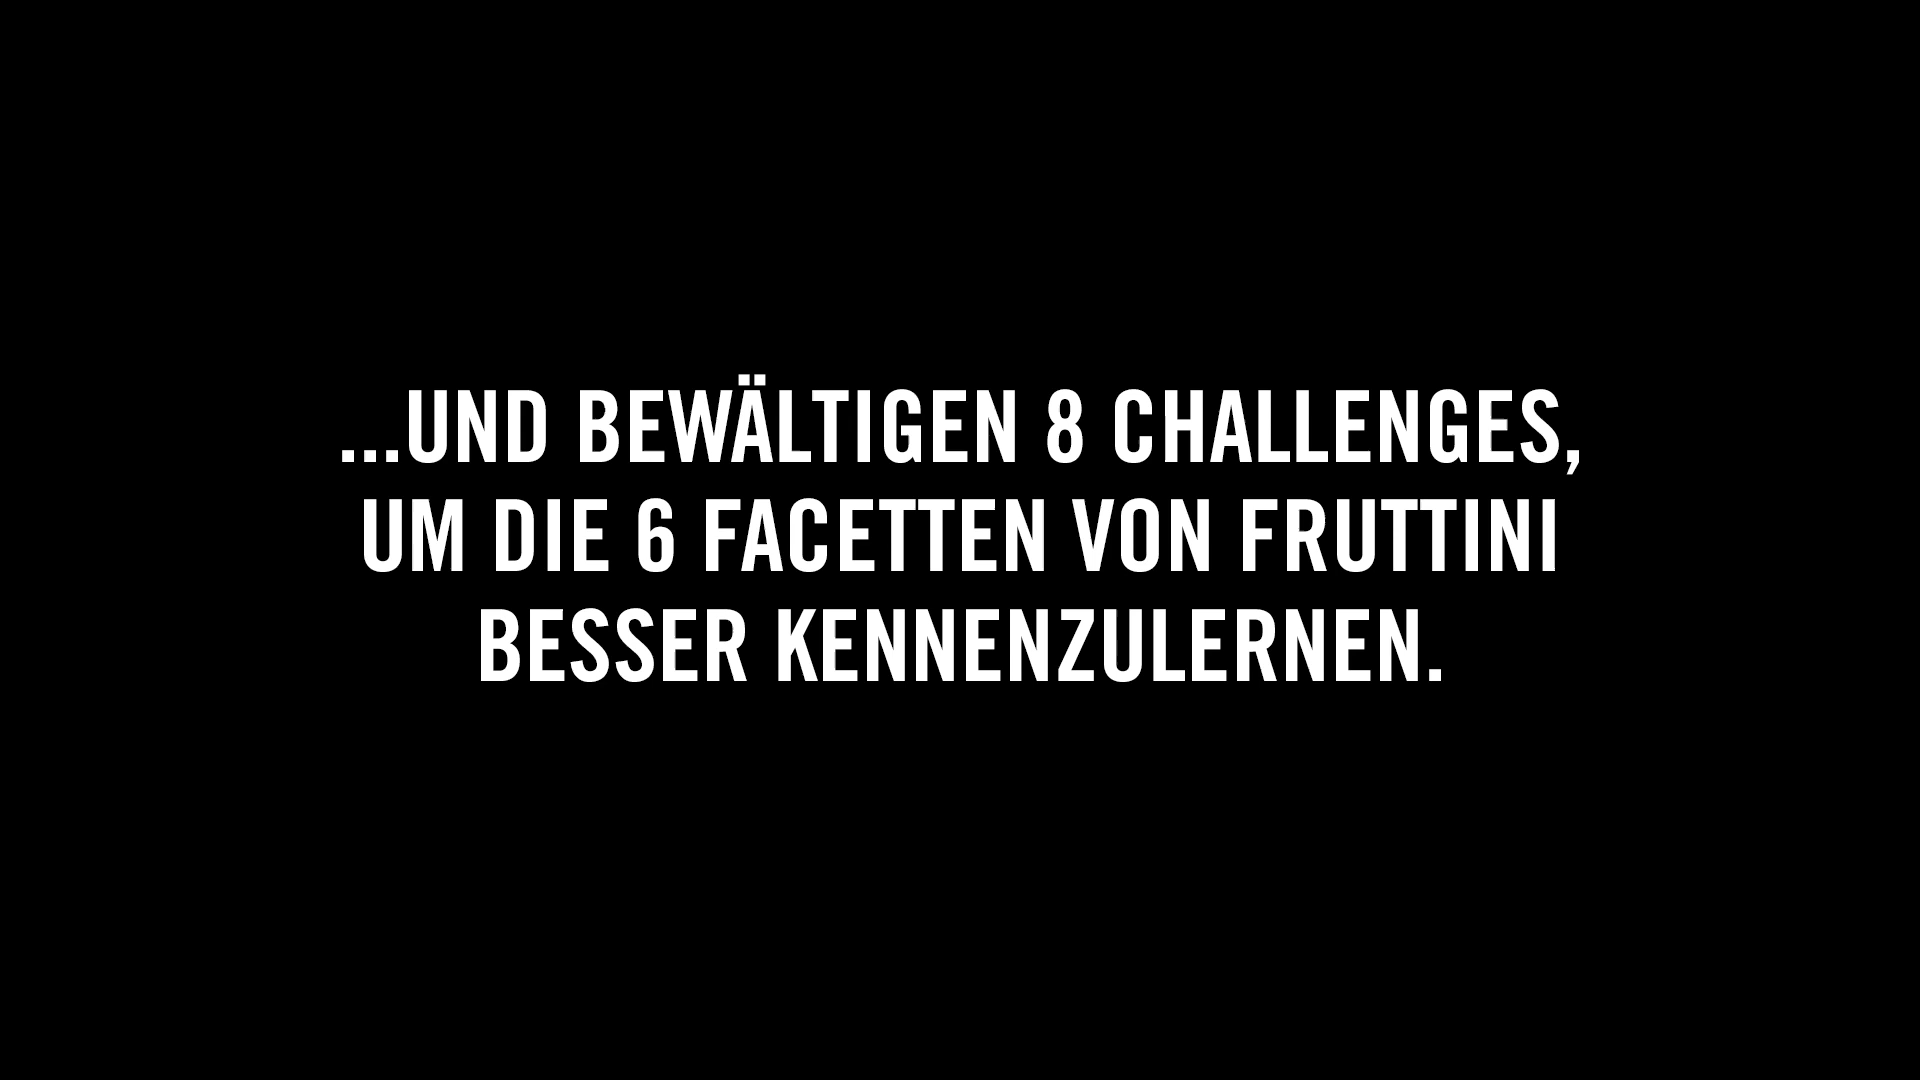 ...UND BEWÄLTIGEN 8 CHALLENGES,
UM DIE 6 FACETTEN VON FRUTTINI
BESSER KENNENZULERNEN.